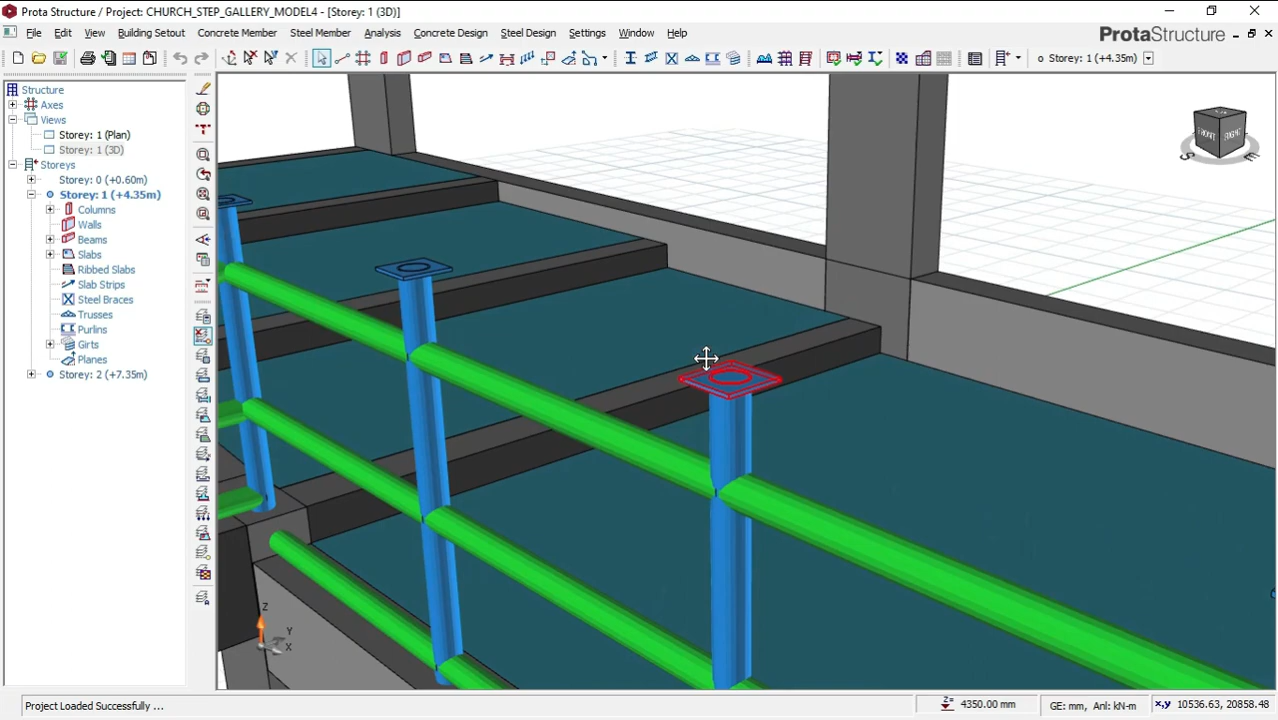 Prota Structure / Project: CHURCH_STEP_GALLERY_MODEL4 - [Storey: 1 (3D)]
File Edit View Building Setout Concrete Member Steel Member Analysis Concrete Design Steel Design Settings Window Help
ProtaStructure
Storey: 1 (+4.35m)
Structure
Axes
Views
Storey: 1 (Plan)
Storey: 1 (3D)
Storeys
Storey: 0 (+0.60m)
Storey: 1 (+4.35m)
Columns
Walls
Beams
Slabs
Ribbed Slabs
Slab Strips
Steel Braces
Trusses
Purlins
Girts
Planes
Storey: 2 (+7.35m)
FRONT RIGHT
S E
Z
Y
X
Project Loaded Successfully ...
Z= 4350.00 mm
GE: mm, Anl: kN-m
x,y 10536.63, 20858.48